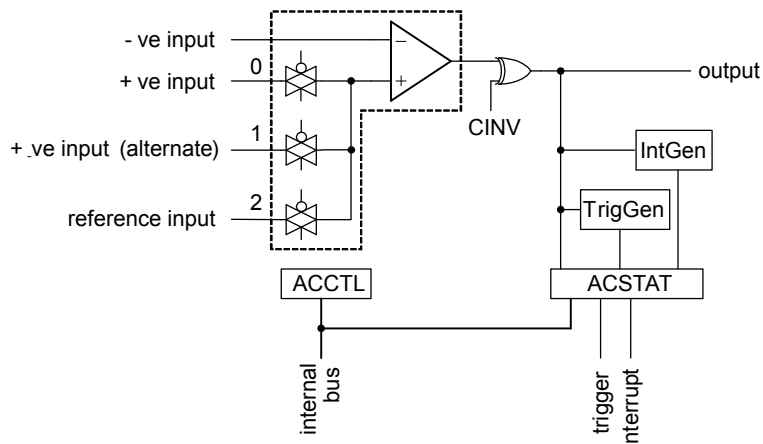 - ve input
+ ve input
0
+ -ve input (alternate)
1
reference input
2
−
+
CINV
output
IntGen
TrigGen
ACCTL
ACSTAT
internal
bus
trigger
nterrupt